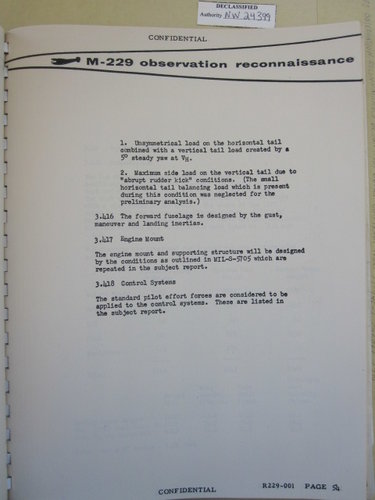 DECLASSIFIED
Authority NW 24399
CONFIDENTIAL
M-229 observation reconnaissance
1. Unsymmetrical load on the horizontal tail
combined with a vertical tail load created by a
5° steady yaw at VH.
2. Maximum side load on the vertical tail due to
"abrupt rudder kick" conditions. (The small
horizontal tail balancing load which is present
during this condition was neglected for the
preliminary analysis.)
3.416 The forward fuselage is designed by the gust,
maneuver and landing inertias.
3.417 Engine Mount
The engine mount and supporting structure will be designed
by the conditions as outlined in MIL-8-5705 which are
repeated in the subject report.
3.418 Control Systems
The standard pilot effort forces are considered to be
applied to the control systems. These are listed in
the subject report.
R229-001 PAGE 54
CONFIDENTIAL